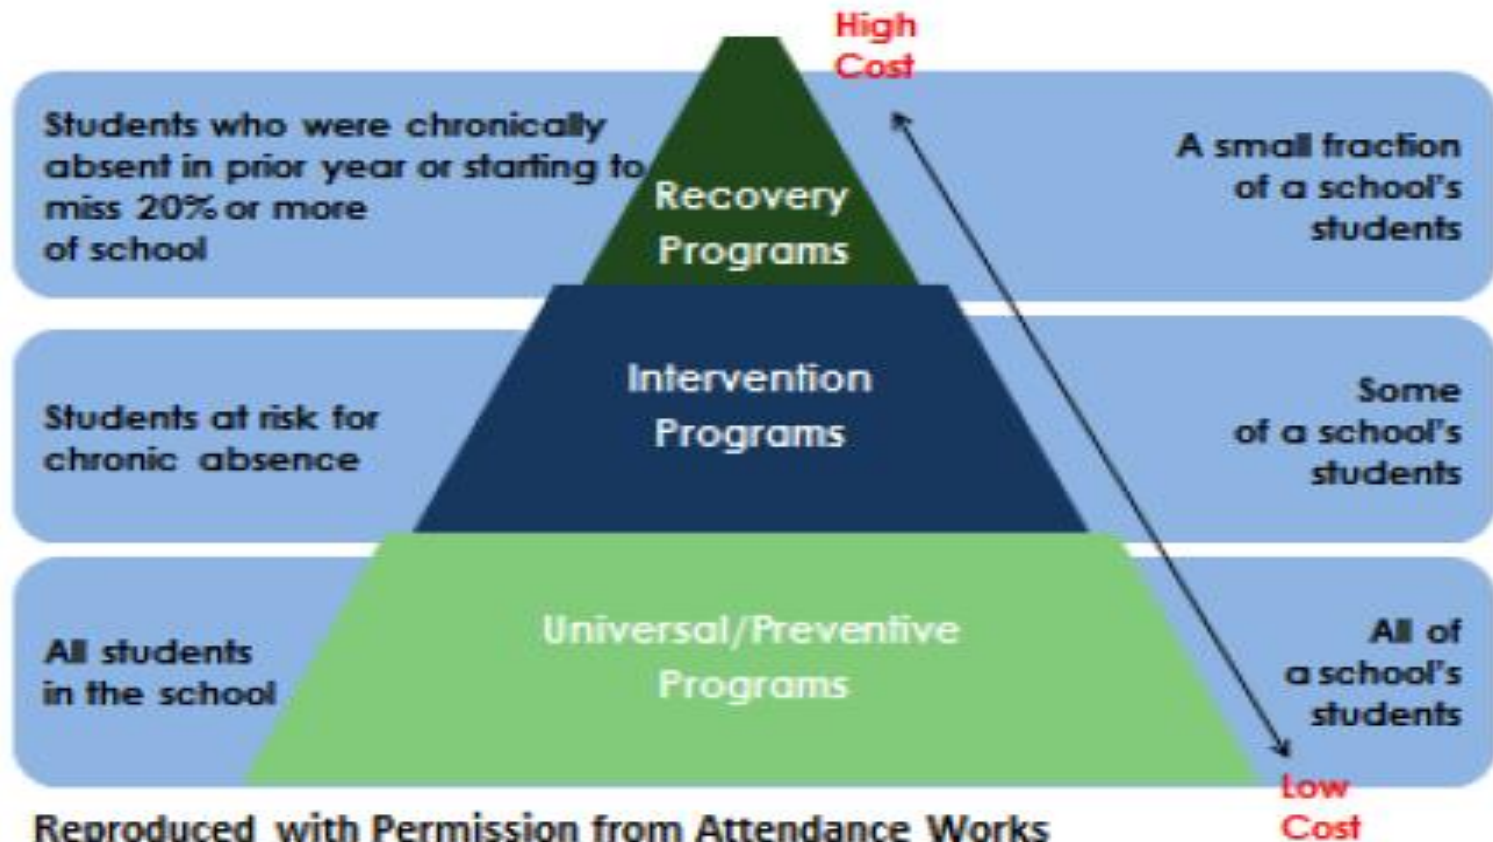 High
Cost
Students who were chronically
absent in prior year or starting to
miss 20% or more
of school
Recovery
Programs
A small fraction
of a school's
students
Students at risk for
chronic absence
Intervention
Programs
Some
of a school's
students
All students
in the school
Universal/Preventive
Programs
All of
a school's
students
Low
Cost
Reproduced with Permission from Attendance Works